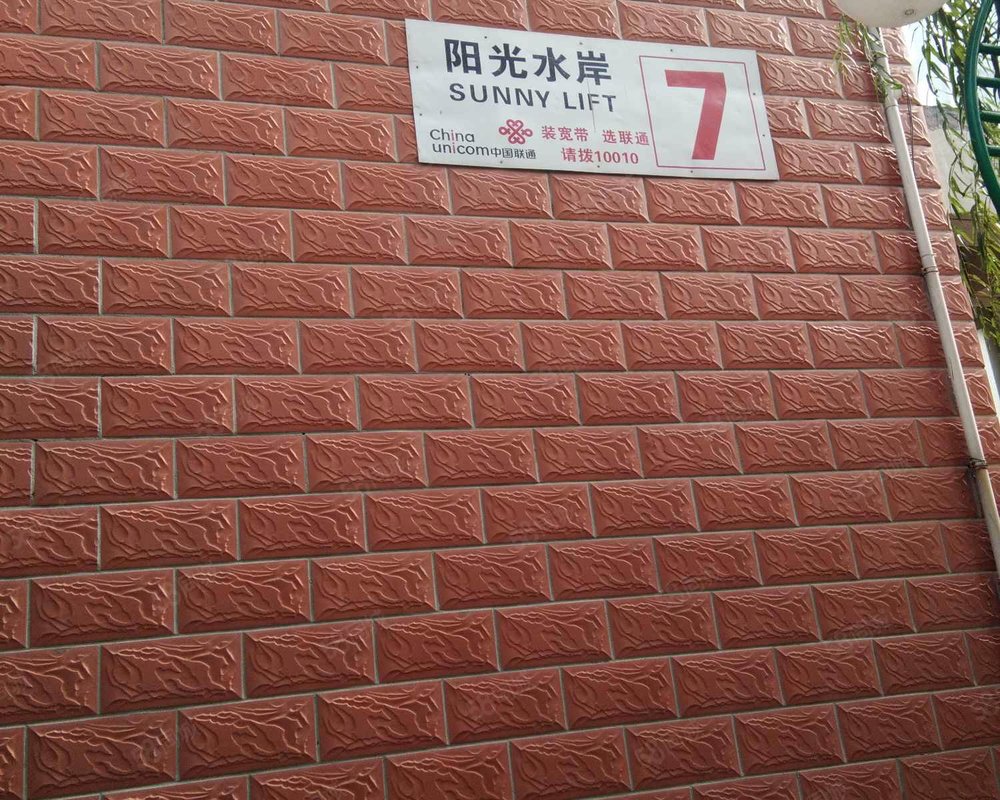 阳光水岸
SUNNY LIFT
7
China
unicom中国联通
装宽带 选联通
请拨10010